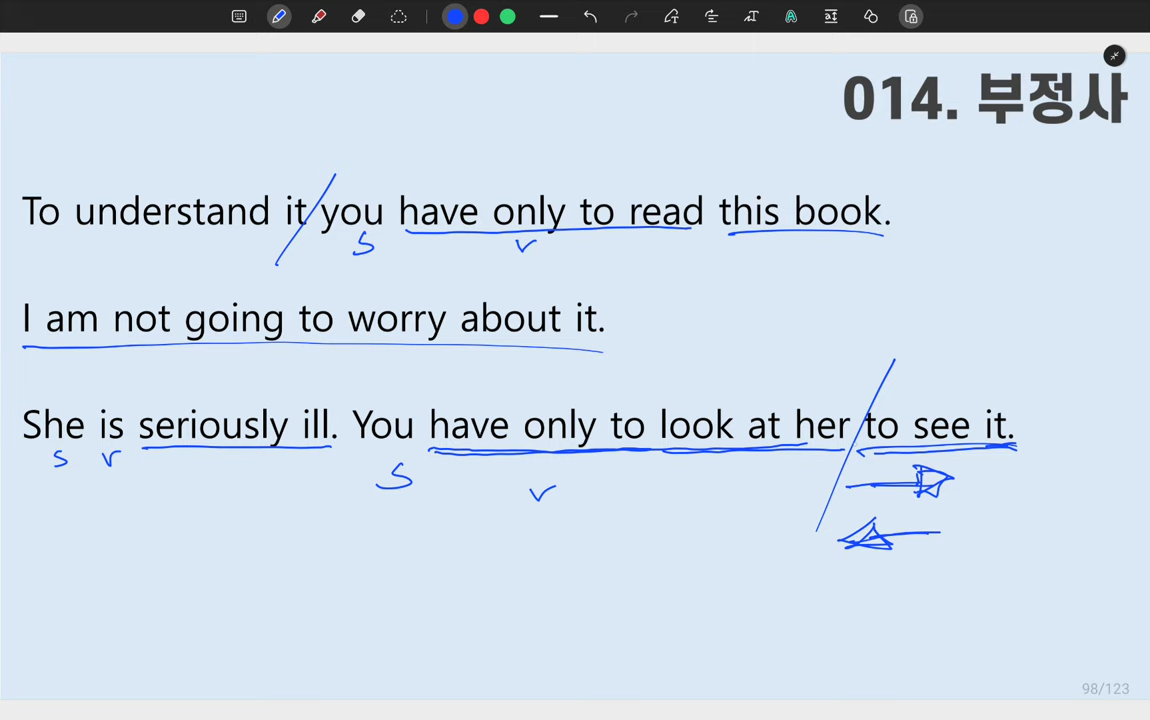 014. 부정사
To understand it you have only to read this book.
s v
I am not going to worry about it.
She is seriously ill. You have only to look at her to see it.
s v s v
98/123